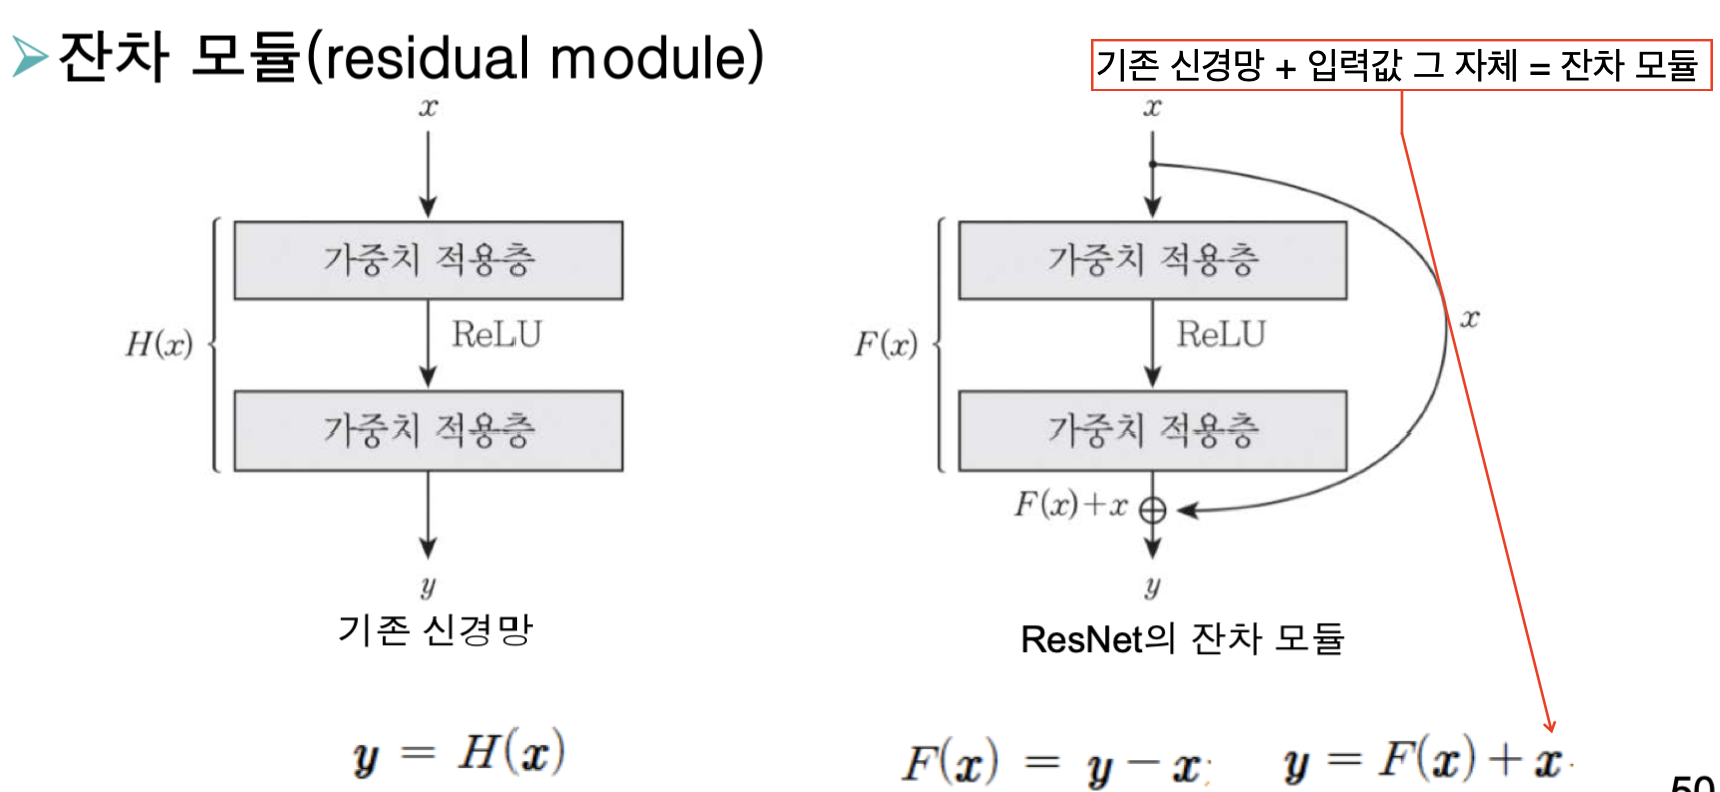 잔차 모듈(residual module)
기존 신경망 + 입력값 그 자체 = 잔차 모듈
x
가중치 적용층
H(x)
ReLU
가중치 적용층
y
기존 신경망
y = H(x)
x
가중치 적용층
F(x)
ReLU
x
가중치 적용층
F(x)+x
y
ResNet의 잔차 모듈
F(x) = y − x; y = F(x) + x.
50